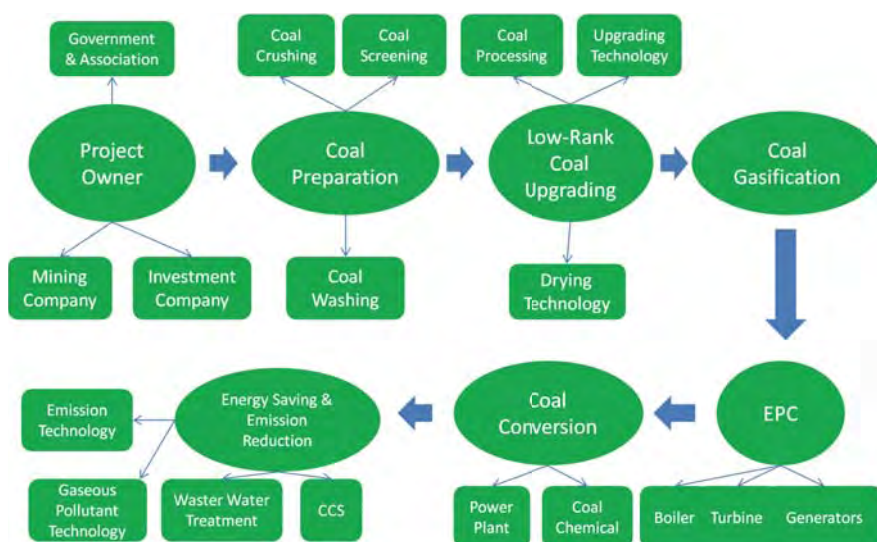 Government
& Association
Coal
Crushing
Coal
Screening
Coal
Processing
Upgrading
Technology
Project
Owner
Coal
Preparation
Low-Rank
Coal
Upgrading
Coal
Gasification
Mining
Company
Investment
Company
Coal
Washing
Drying
Technology
Emission
Technology
Energy Saving &
Emission
Reduction
Coal
Conversion
EPC
Gaseous
Pollutant
Technology
Waster Water
Treatment
CCS
Power
Plant
Coal
Chemical
Boiler Turbine Generators